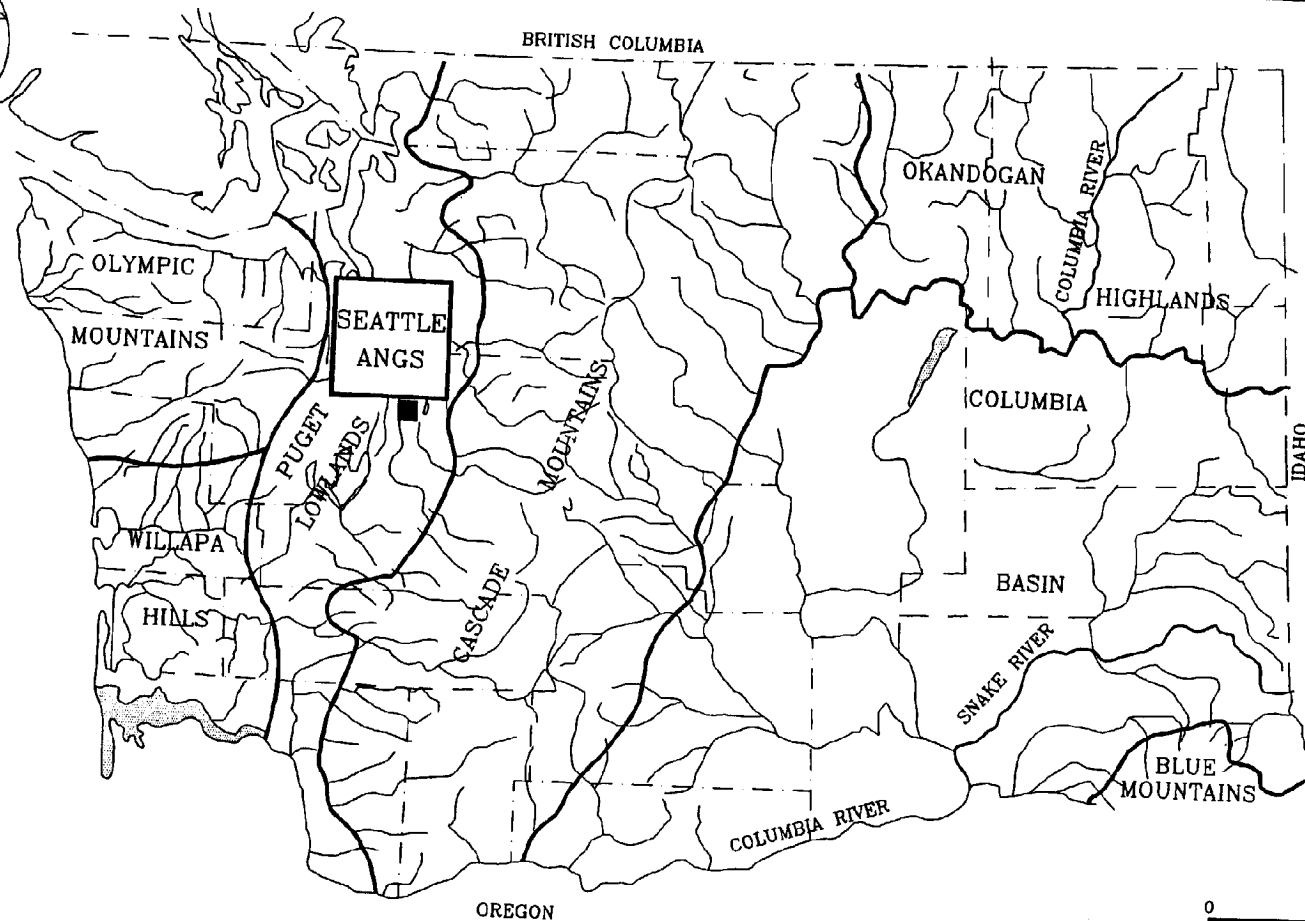 BRITISH COLUMBIA
OKANDOGAN
COLUMBIA RIVER
HIGHLANDS
OLYMPIC
MOUNTAINS
SEATTLE
ANGS
PUGET
LOWLANDS
MOUNTAINS
CASCADE
COLUMBIA
BASIN
IDAHO
WILLAPA
HILLS
SNAKE RIVER
BLUE
MOUNTAINS
COLUMBIA RIVER
OREGON
0